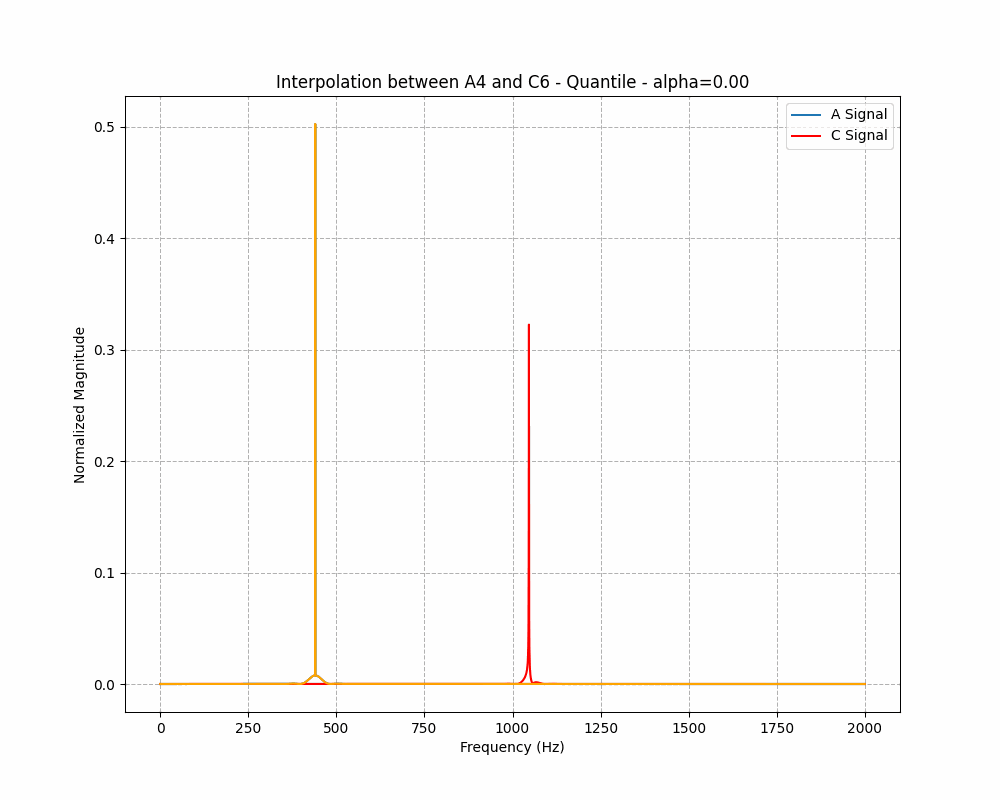 Interpolation between A4 and C6 - Quantile - alpha=0.00
A Signal
C Signal
0.5
0.4
0.3
0.2
0.1
0.0
Normalized Magnitude
0 250 500 750 1000 1250 1500 1750 2000
Frequency (Hz)